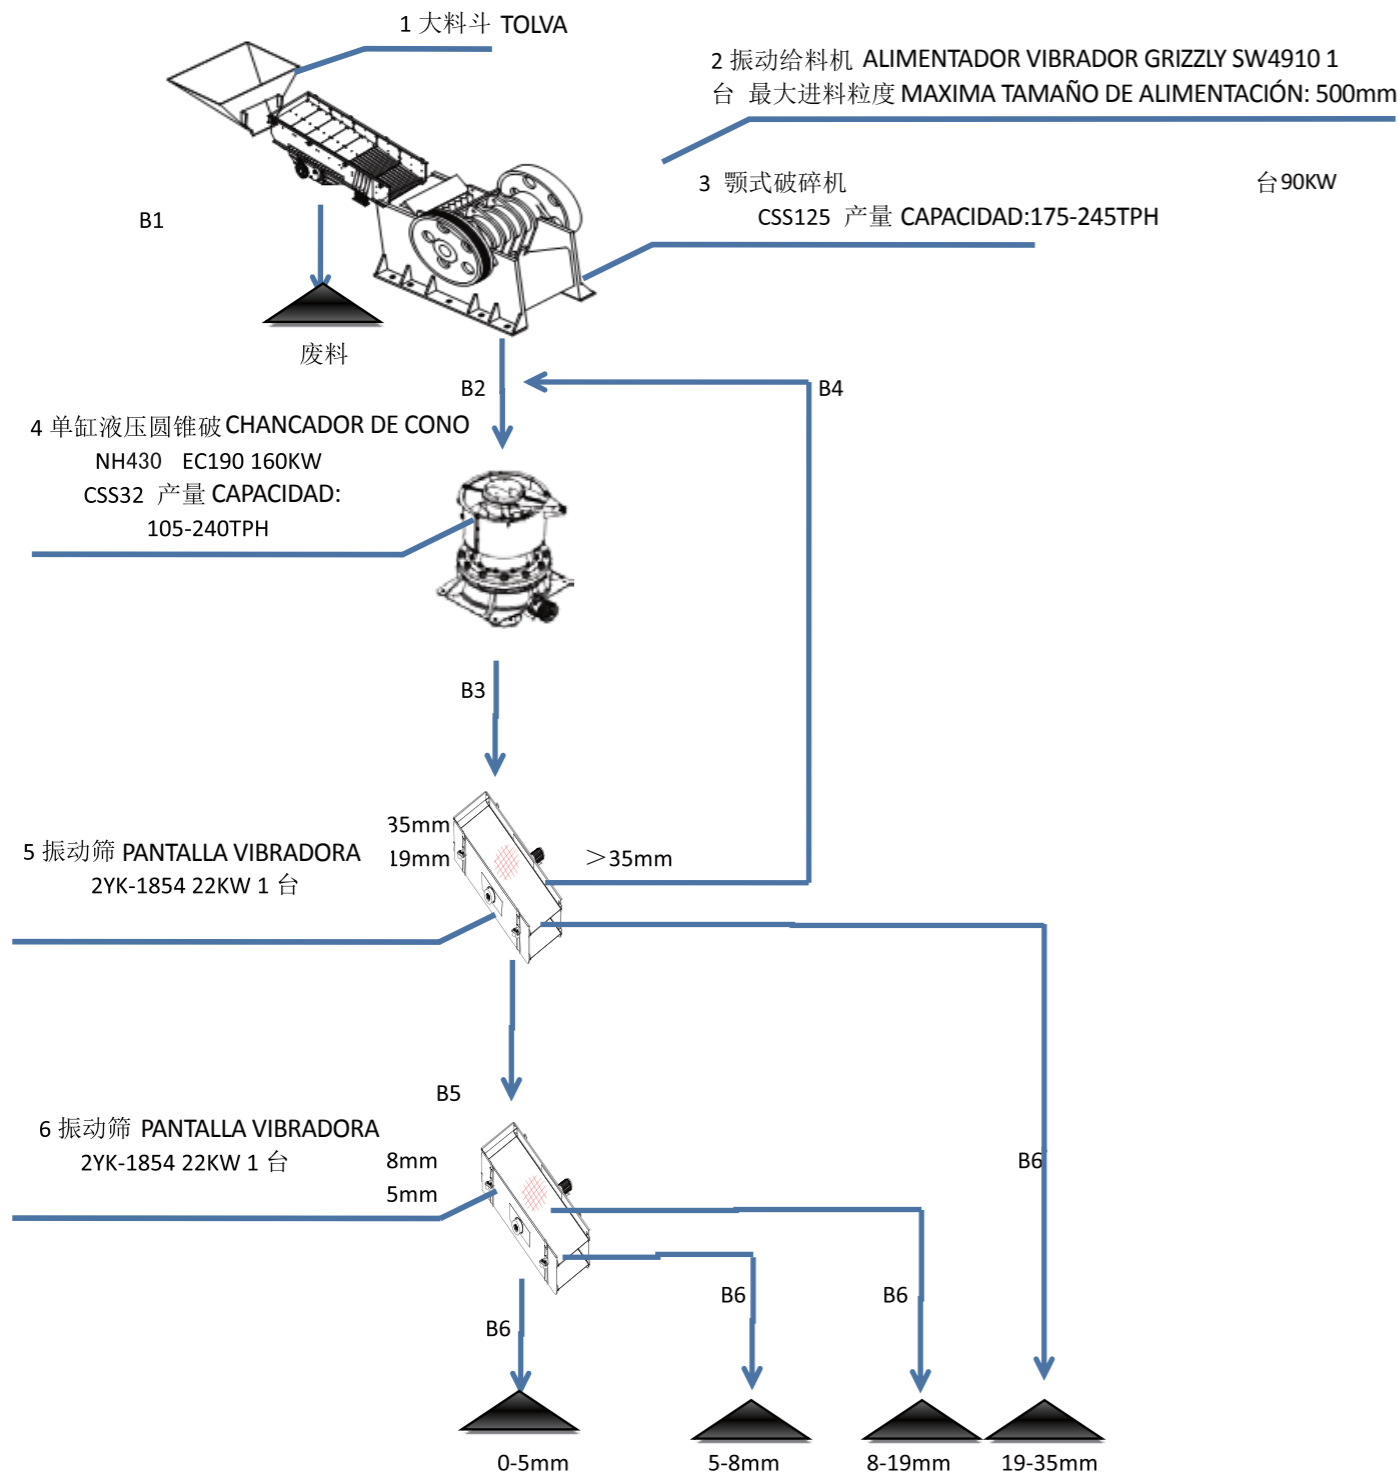 1 大料斗 TOLVA
2 振动给料机 ALIMENTADOR VIBRADOR GRIZZLY SW4910 1
台 最大进料粒度 MAXIMA TAMAÑO DE ALIMENTACIÓN: 500mm
3 颚式破碎机 台90KW
CSS125 产量 CAPACIDAD:175-245TPH
B1
废料
B2
B4
4 单缸液压圆锥破 CHANCADOR DE CONO
NH430 EC190 160KW
CSS32 产量 CAPACIDAD:
105-240TPH
B3
35mm
5 振动筛 PANTALLA VIBRADORA
19mm
>35mm
2YK-1854 22KW 1 台
B5
6 振动筛 PANTALLA VIBRADORA
2YK-1854 22KW 1 台
8mm
5mm
B6
B6
B6
B6
0-5mm
5-8mm
8-19mm
19-35mm